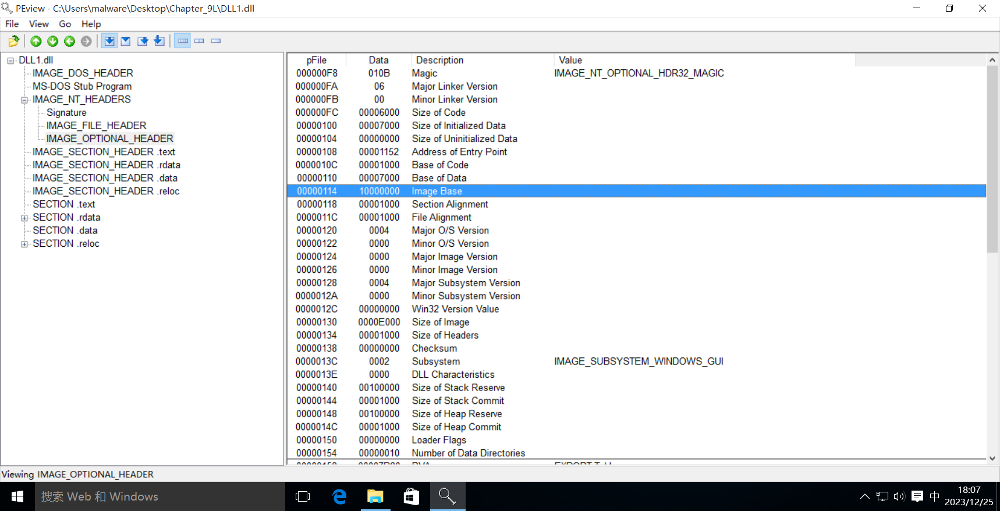 PEview - C:\Users\malware\Desktop\Chapter_9L\DLL1.dll
File View Go Help
DLL1.dll
IMAGE_DOS_HEADER
MS-DOS Stub Program
IMAGE_NT_HEADERS
Signature
IMAGE_FILE_HEADER
IMAGE_OPTIONAL_HEADER
IMAGE_SECTION_HEADER .text
IMAGE_SECTION_HEADER .rdata
IMAGE_SECTION_HEADER .data
IMAGE_SECTION_HEADER .reloc
SECTION .text
SECTION .rdata
SECTION .data
SECTION .reloc
pFile Data Description Value
000000F8 010B Magic IMAGE_NT_OPTIONAL_HDR32_MAGIC
000000FA 06 Major Linker Version
000000FB 00 Minor Linker Version
000000FC 00006000 Size of Code
00000100 00007000 Size of Initialized Data
00000104 00000000 Size of Uninitialized Data
00000108 00001152 Address of Entry Point
0000010C 00001000 Base of Code
00000110 00007000 Base of Data
00000114 10000000 Image Base
00000118 00001000 Section Alignment
0000011C 00001000 File Alignment
00000120 0004 Major O/S Version
00000122 0000 Minor O/S Version
00000124 0000 Major Image Version
00000126 0000 Minor Image Version
00000128 0004 Major Subsystem Version
0000012A 0000 Minor Subsystem Version
0000012C 00000000 Win32 Version Value
00000130 0000E000 Size of Image
00000134 00001000 Size of Headers
00000138 00000000 Checksum
0000013C 0002 Subsystem IMAGE_SUBSYSTEM_WINDOWS_GUI
0000013E 0000 DLL Characteristics
00000140 00100000 Size of Stack Reserve
00000144 00001000 Size of Stack Commit
00000148 00100000 Size of Heap Reserve
0000014C 00001000 Size of Heap Commit
00000150 00000000 Loader Flags
00000154 00000010 Number of Data Directories
Viewing IMAGE_OPTIONAL_HEADER
搜索 Web 和 Windows
中
18:07
2023/12/25